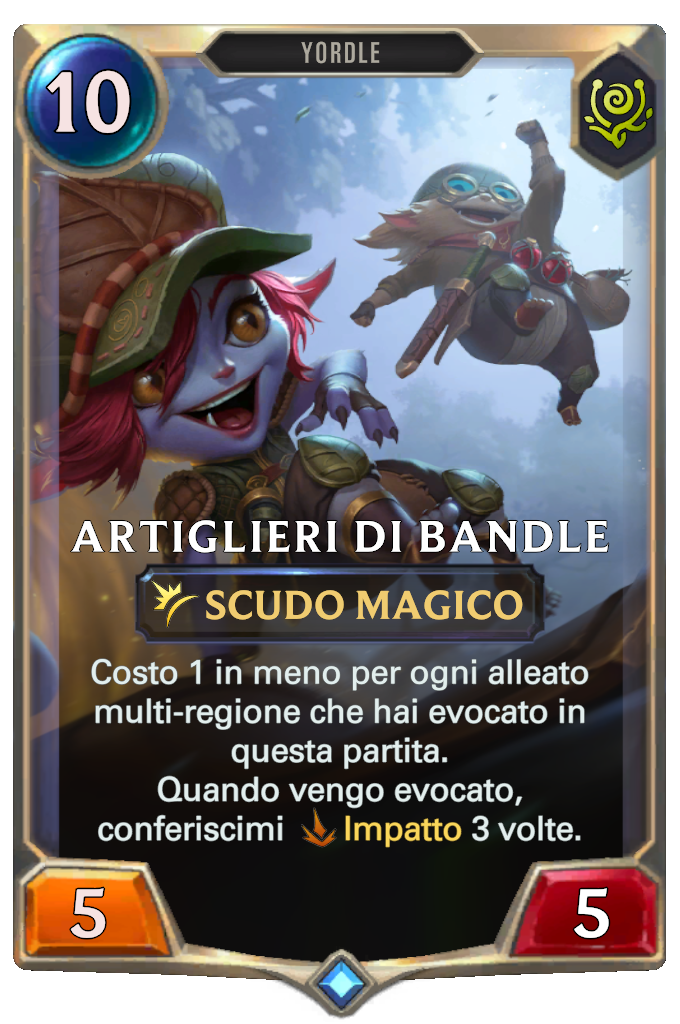 YORDLE
10
ARTIGLIERI DI BANDLE
SCUDO MAGICO
Costo 1 in meno per ogni alleato
multi-regione che hai evocato in
questa partita.
Quando vengo evocato,
conferiscimi Impatto 3 volte.
5
5